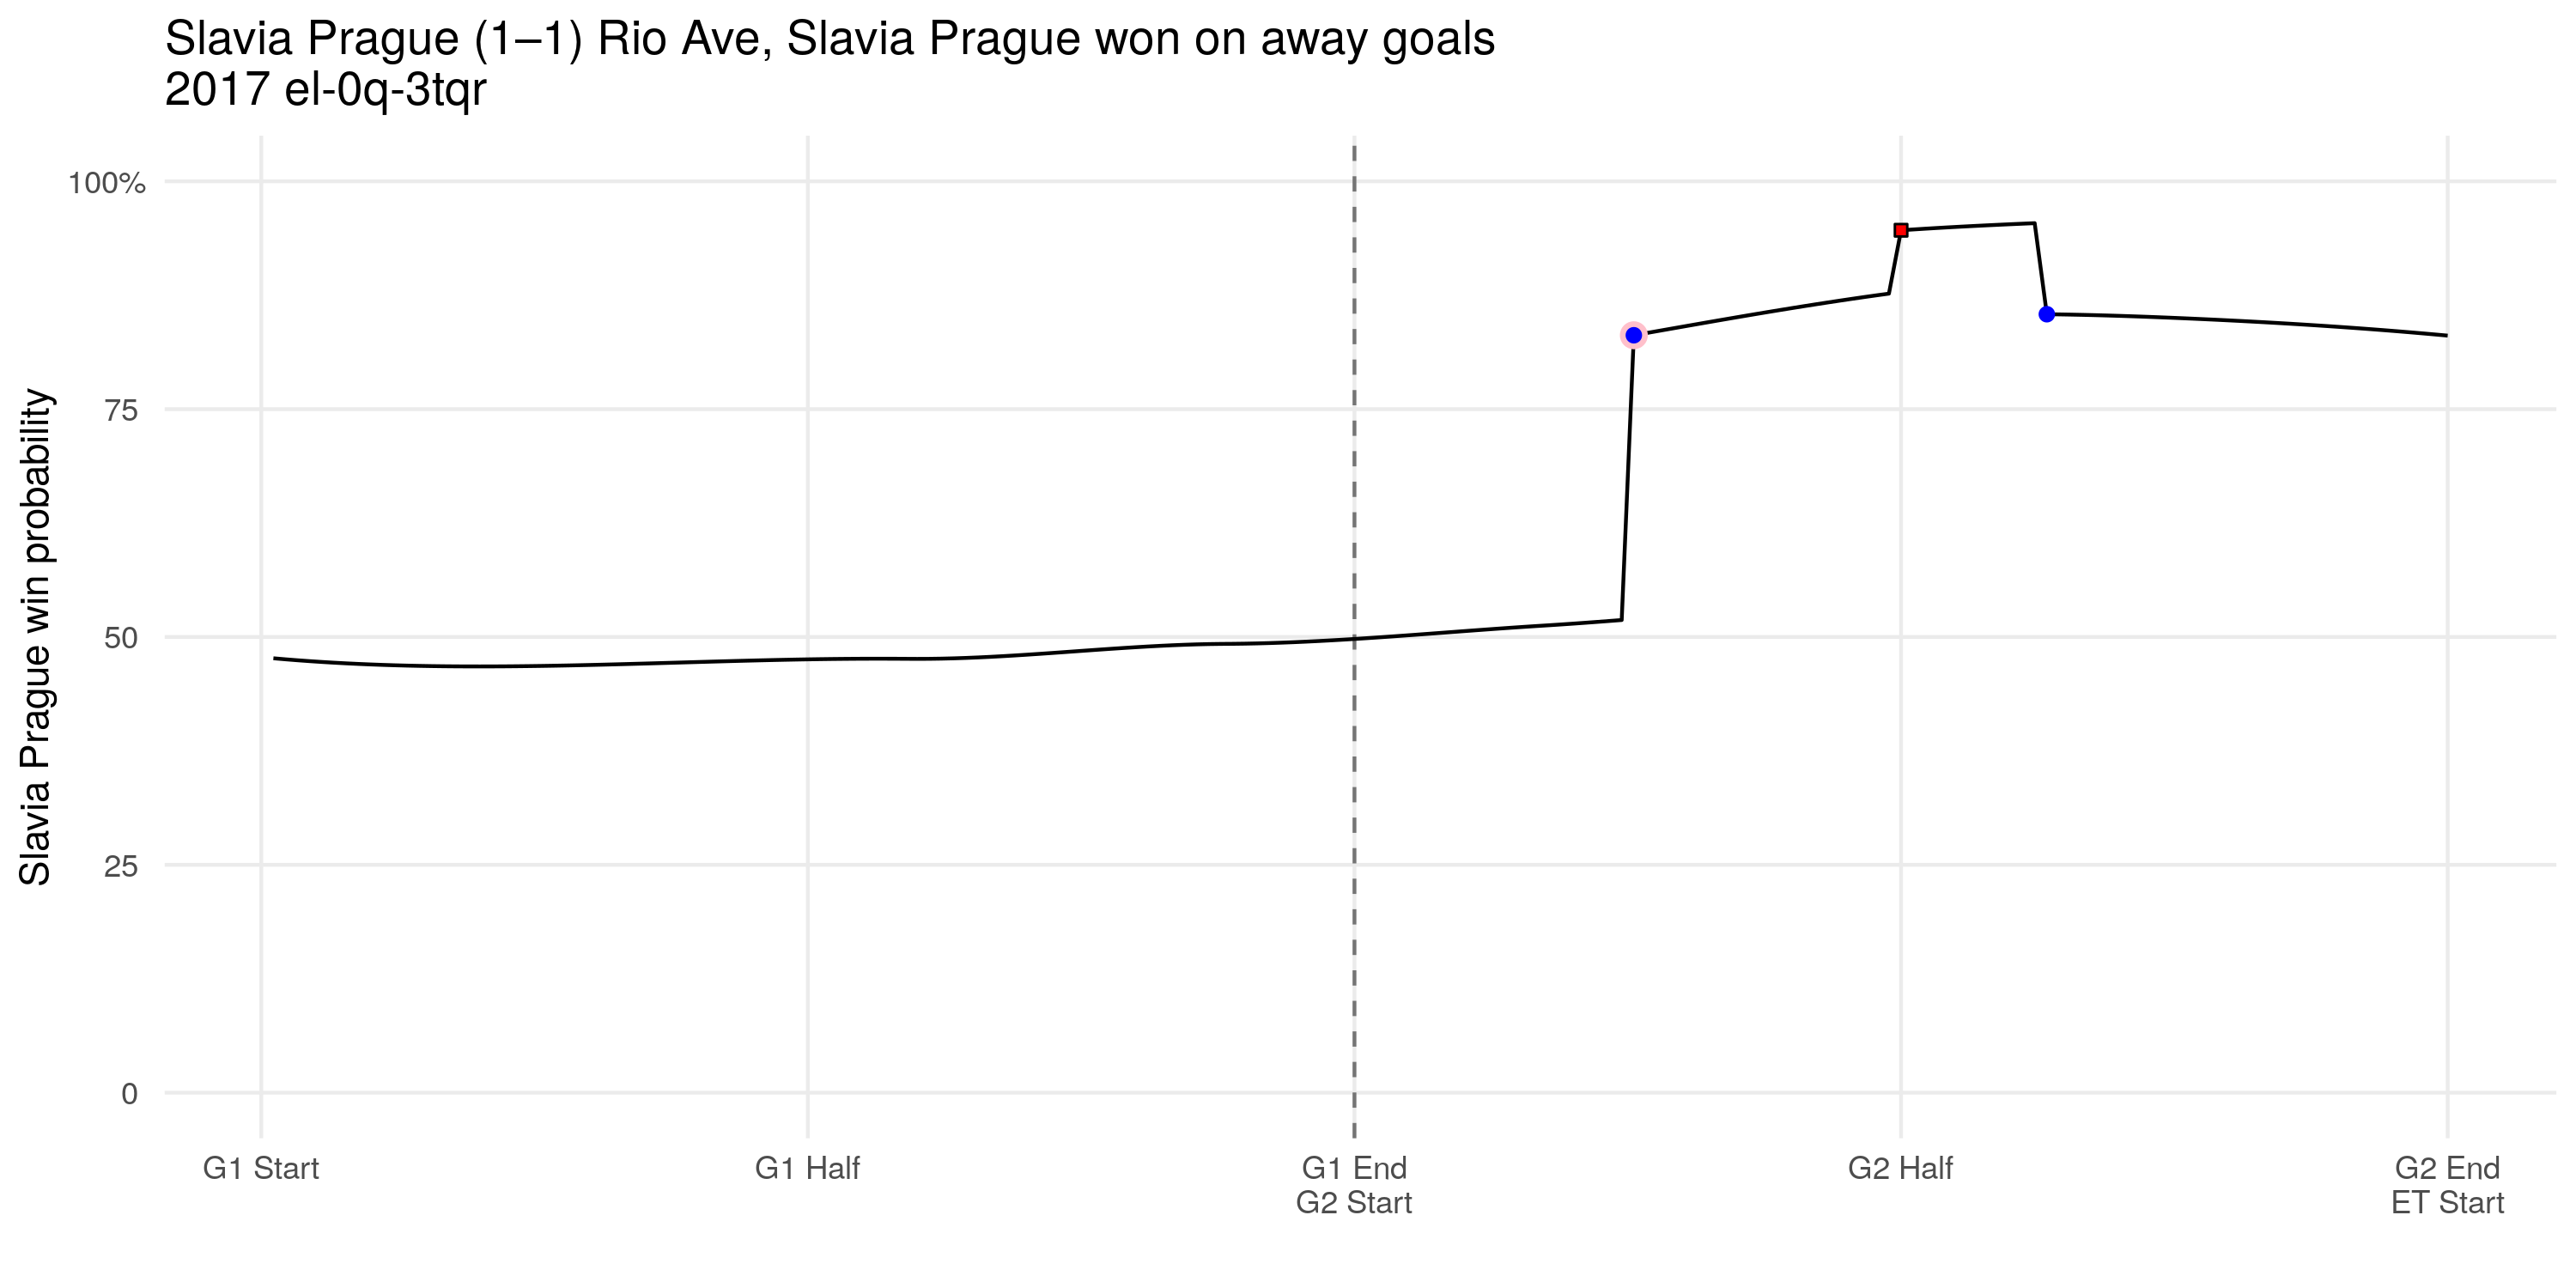 Slavia Prague (1–1) Rio Ave, Slavia Prague won on away goals
2017 el-0q-3tqr
Slavia Prague win probability
100%
75
50
25
0
G1 Start
G1 Half
G1 End
G2 Start
G2 Half
G2 End
ET Start